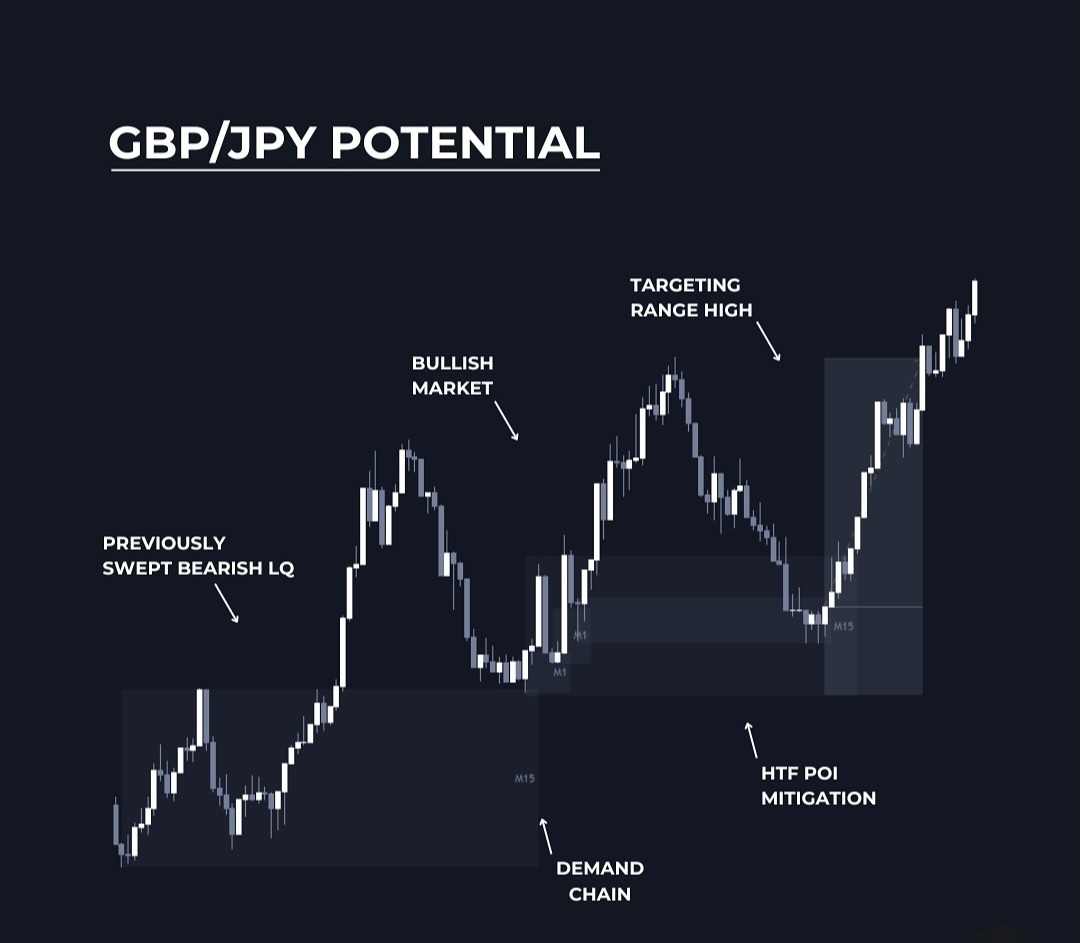 GBP/JPY POTENTIAL
TARGETING
RANGE HIGH
BULLISH
MARKET
PREVIOUSLY
SWEPT BEARISH LQ
M1
M15
M1
M15
HTF POI
MITIGATION
DEMAND
CHAIN